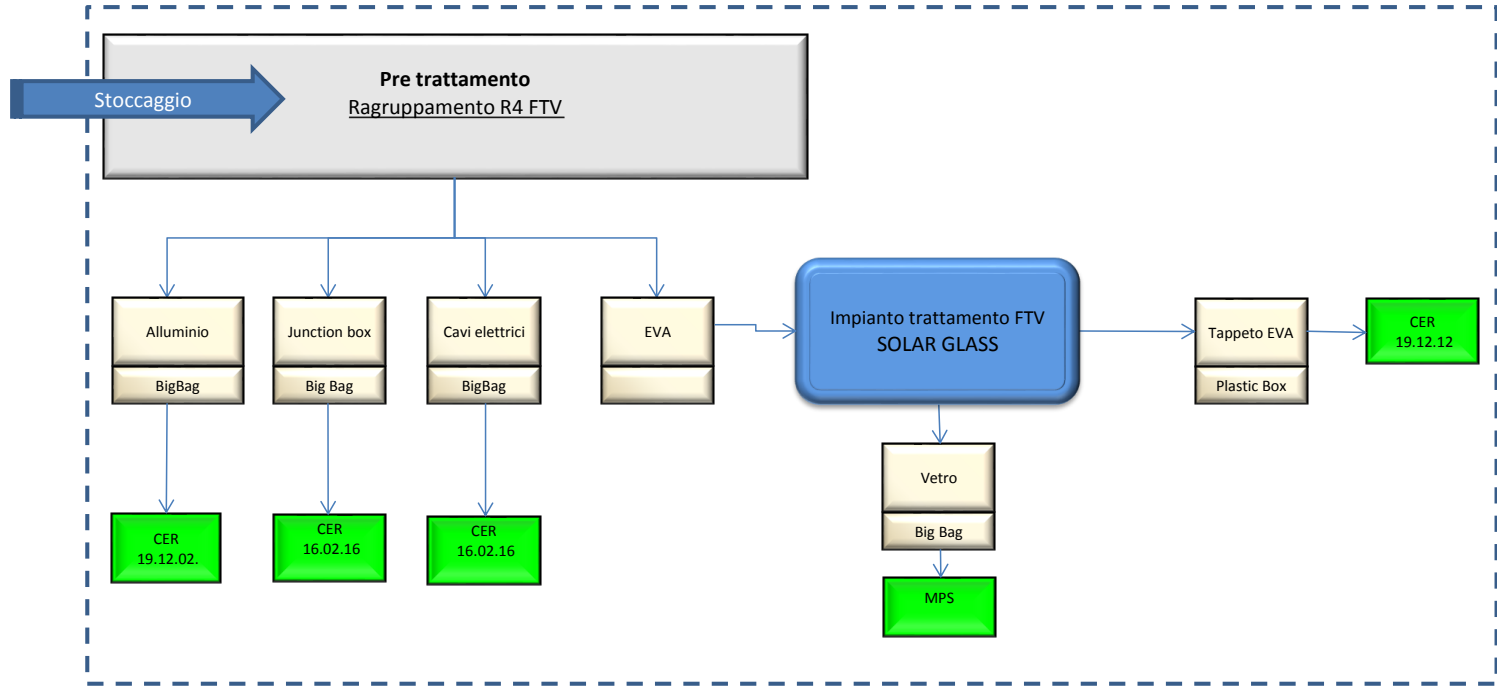 Pre trattamento
Ragruppamento R4 FTV
Stoccaggio
Alluminio
BigBag
Junction box
Big Bag
Cavi elettrici
BigBag
EVA
Impianto trattamento FTV
SOLAR GLASS
Tappeto EVA
Plastic Box
CER
19.12.12
Vetro
Big Bag
CER
19.12.02.
CER
16.02.16
CER
16.02.16
MPS